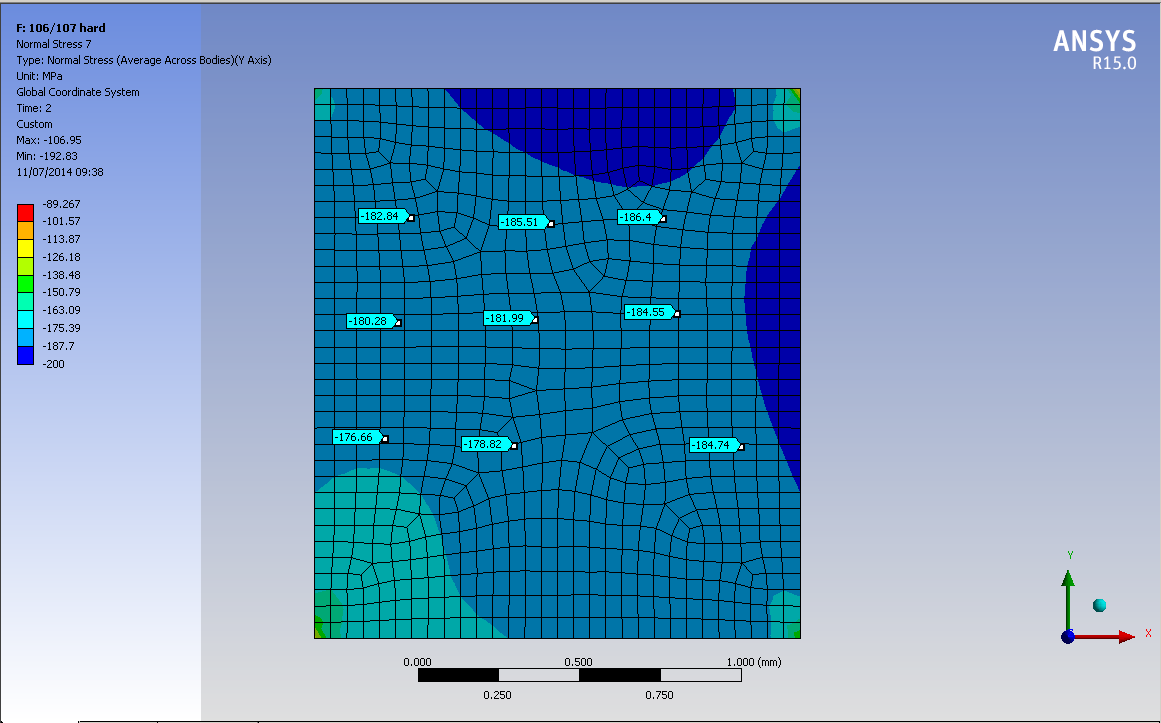 F: 106/107 hard
Normal Stress 7
Type: Normal Stress (Average Across Bodies)(Y Axis)
Unit: MPa
Global Coordinate System
Time: 2
Custom
Max: -106.95
Min: -192.83
11/07/2014 09:38
ANSYS
R15.0
-89.267
-101.57
-113.87
-126.18
-138.48
-150.79
-163.09
-175.39
-187.7
-200
-182.84
-185.51
-186.4
-180.28
-181.99
-184.55
-176.66
-178.82
-184.74
0.000
0.500
1.000 (mm)
0.250
0.750
Y
X